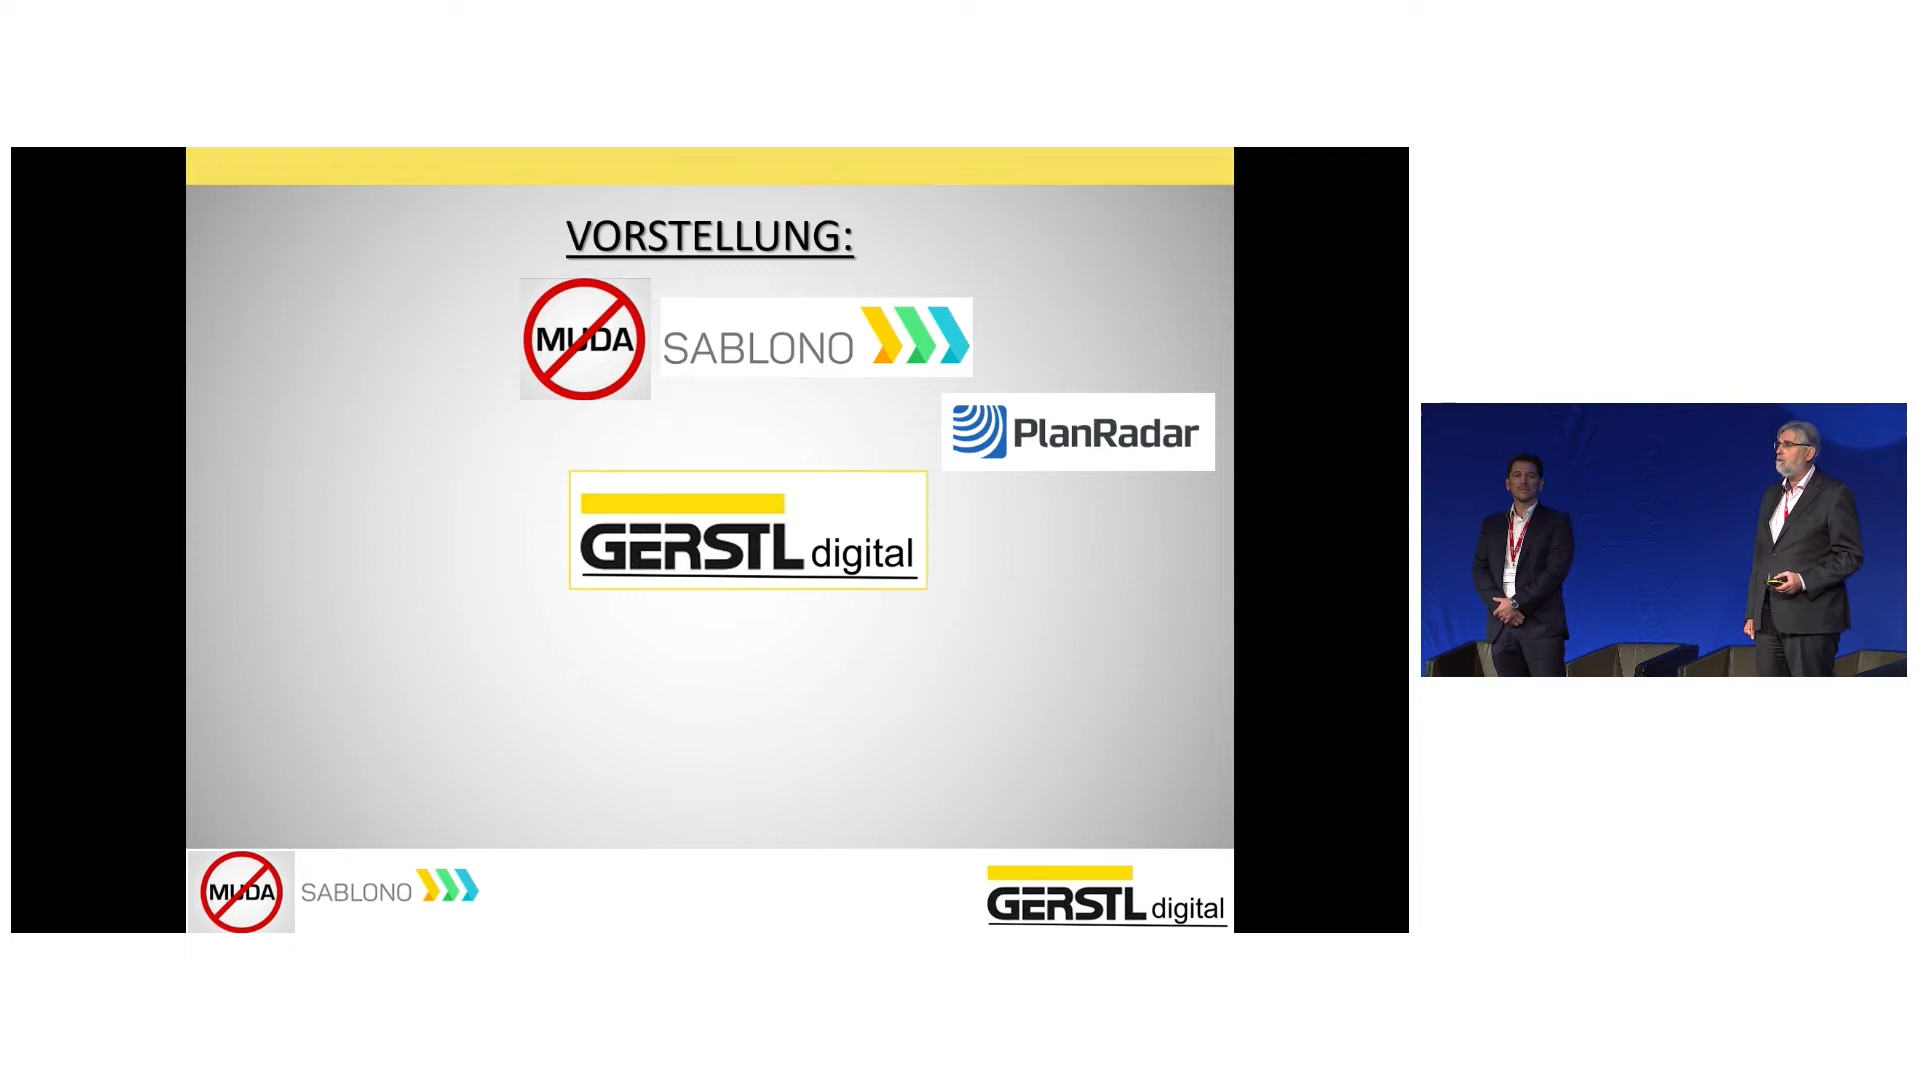 VORSTELLUNG:
MUDA
SABLONO
PlanRadar
GERSTL digital
MUDA
SABLONO
GERSTL digital